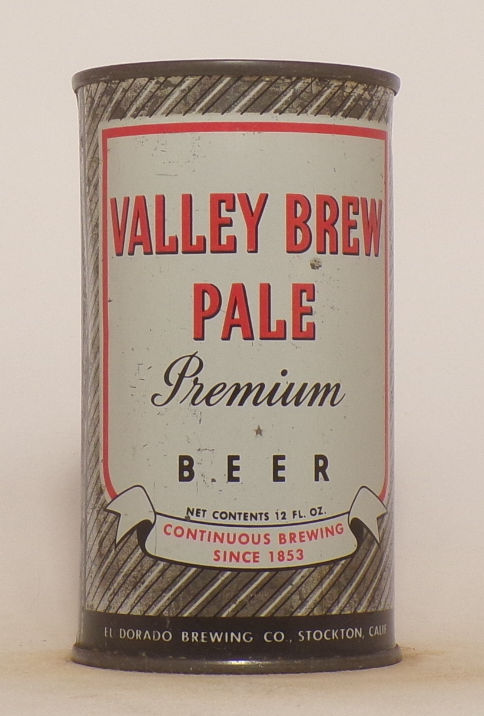 VALLEY BREW
PALE
Premium
BEER
NET CONTENTS 12 FL. OZ.
CONTINUOUS BREWING
SINCE 1853
EL DORADO BREWING CO., STOCKTON, CALIF